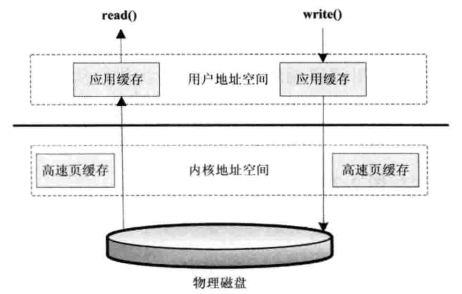 read() write()
应用缓存 用户地址空间 应用缓存
高速页缓存 内核地址空间 高速页缓存
物理磁盘